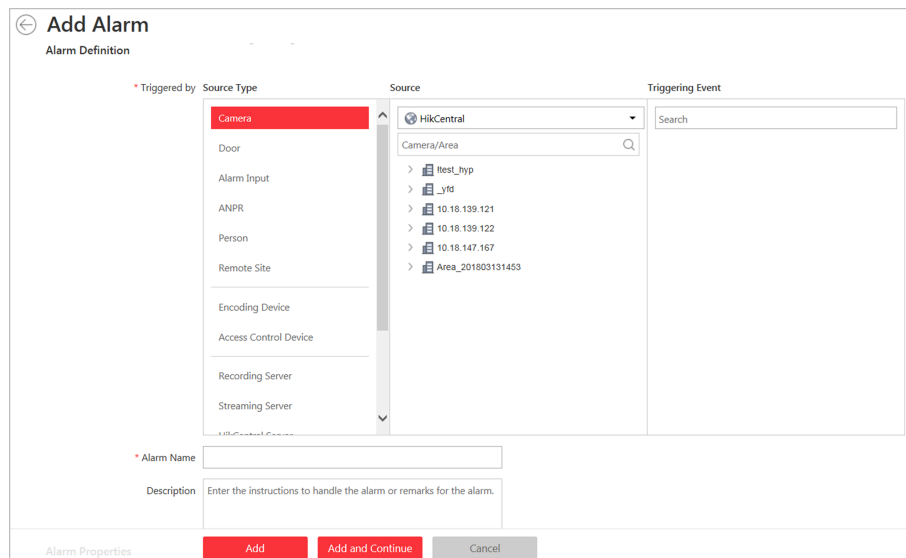 Add Alarm
Alarm Definition
* Triggered by
Source Type
Source
Triggering Event
Camera
Door
Alarm Input
ANPR
Person
Remote Site
Encoding Device
Access Control Device
Recording Server
Streaming Server
HikCentral Server
HikCentral
Camera/Area
!test_hyp
_yfd
10.18.139.121
10.18.139.122
10.18.147.167
Area_201803131453
Search
* Alarm Name
Description
Enter the instructions to handle the alarm or remarks for the alarm.
Alarm Properties
Add
Add and Continue
Cancel